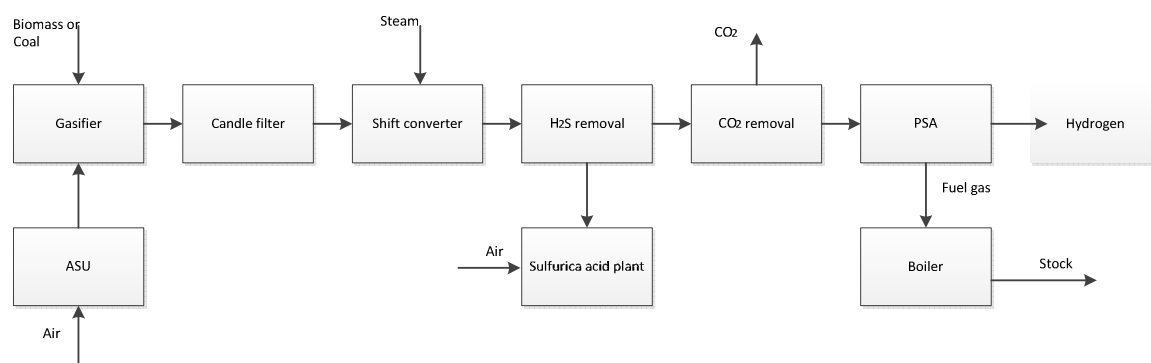 Biomass or
Coal
Steam
CO2
Gasifier
Candle filter
Shift converter
H2S removal
CO2 removal
PSA
Hydrogen
Fuel gas
ASU
Air
Sulfurica acid plant
Boiler
Stock
Air